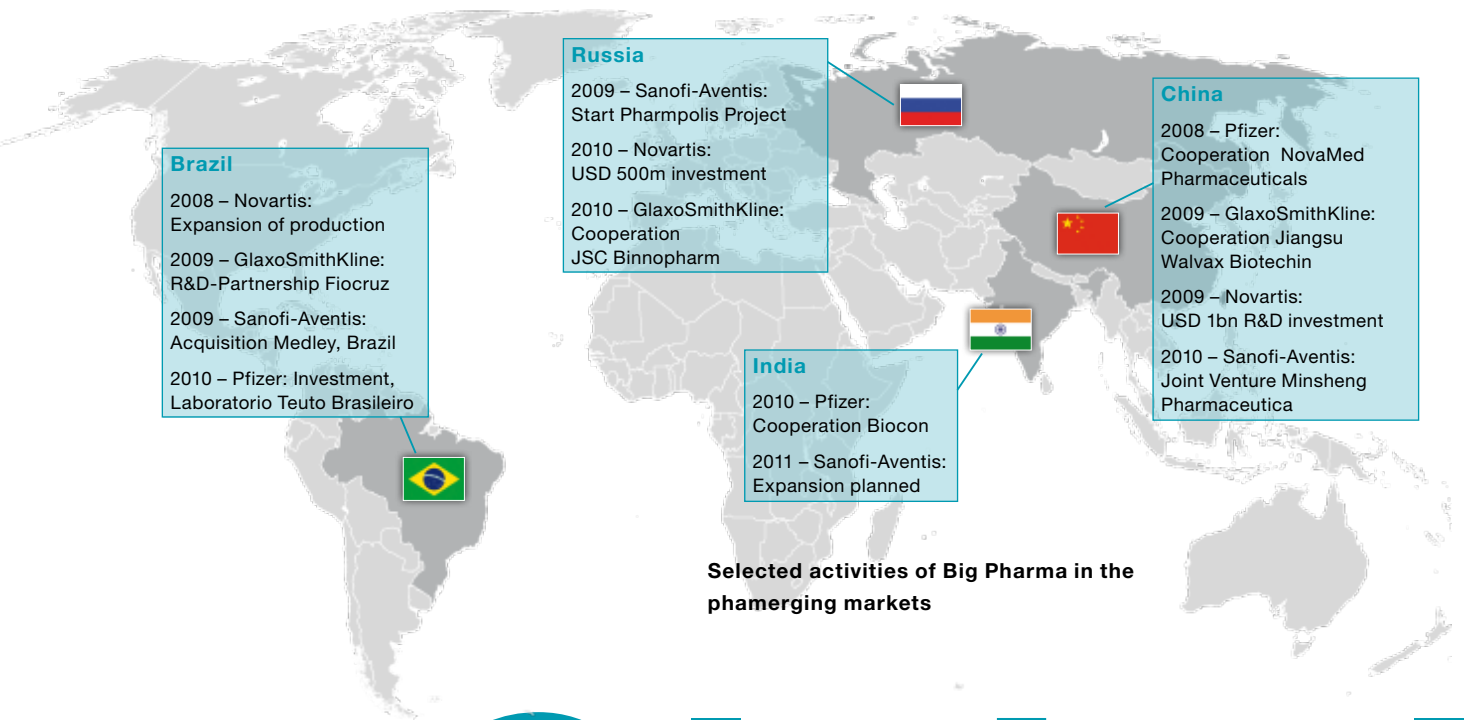 Russia
2009 – Sanofi-Aventis:
Start Pharmpolis Project
2010 – Novartis:
USD 500m investment
2010 – GlaxoSmithKline:
Cooperation
JSC Binnopharm
China
2008 – Pfizer:
Cooperation NovaMed
Pharmaceuticals
2009 – GlaxoSmithKline:
Cooperation Jiangsu
Walvax Biotechin
2009 – Novartis:
USD 1bn R&D investment
2010 – Sanofi-Aventis:
Joint Venture Minsheng
Pharmaceutica
Brazil
2008 – Novartis:
Expansion of production
2009 – GlaxoSmithKline:
R&D-Partnership Fiocruz
2009 – Sanofi-Aventis:
Acquisition Medley, Brazil
2010 – Pfizer: Investment,
Laboratorio Teuto Brasileiro
India
2010 – Pfizer:
Cooperation Biocon
2011 – Sanofi-Aventis:
Expansion planned
Selected activities of Big Pharma in the
phamerging markets